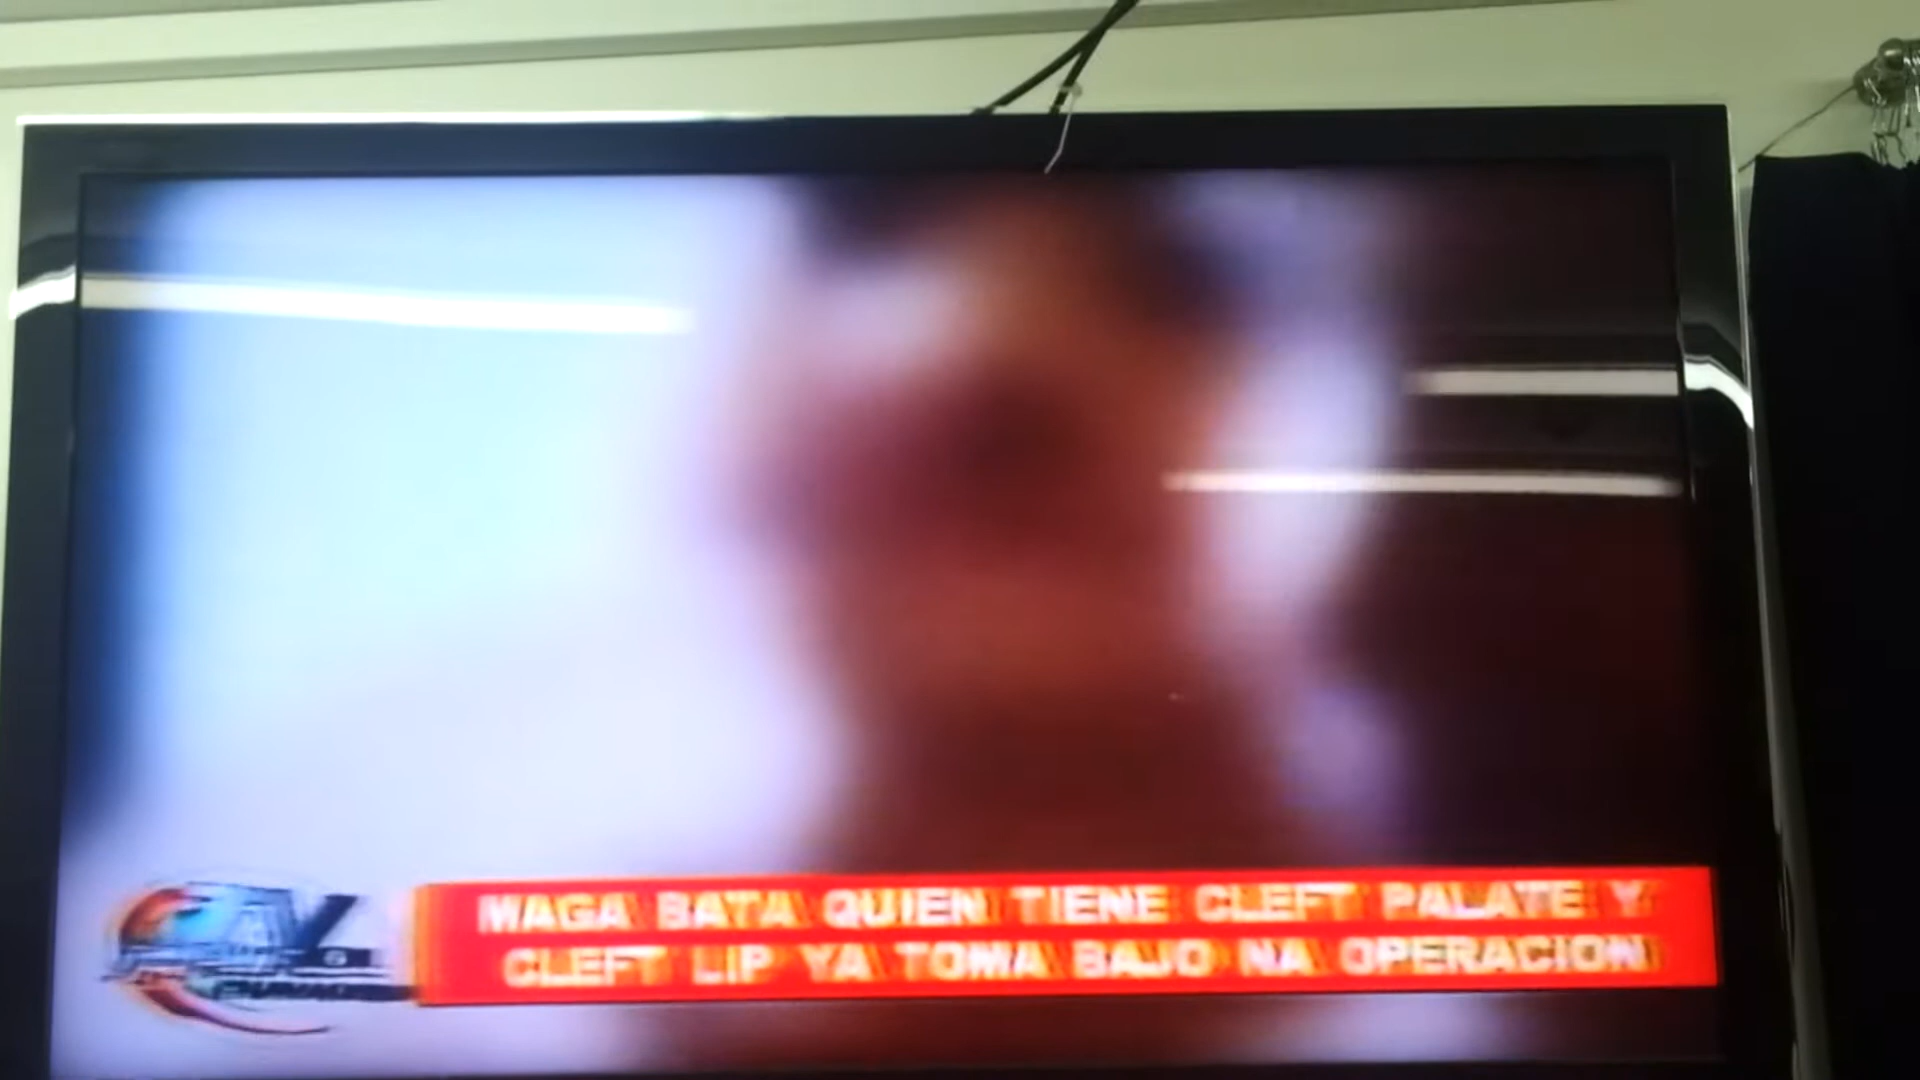 MAGA BATA QUIEN TIENE CLEFT PALATE Y
CLEFT LIP YA TOMA BAJO NA OPERACION